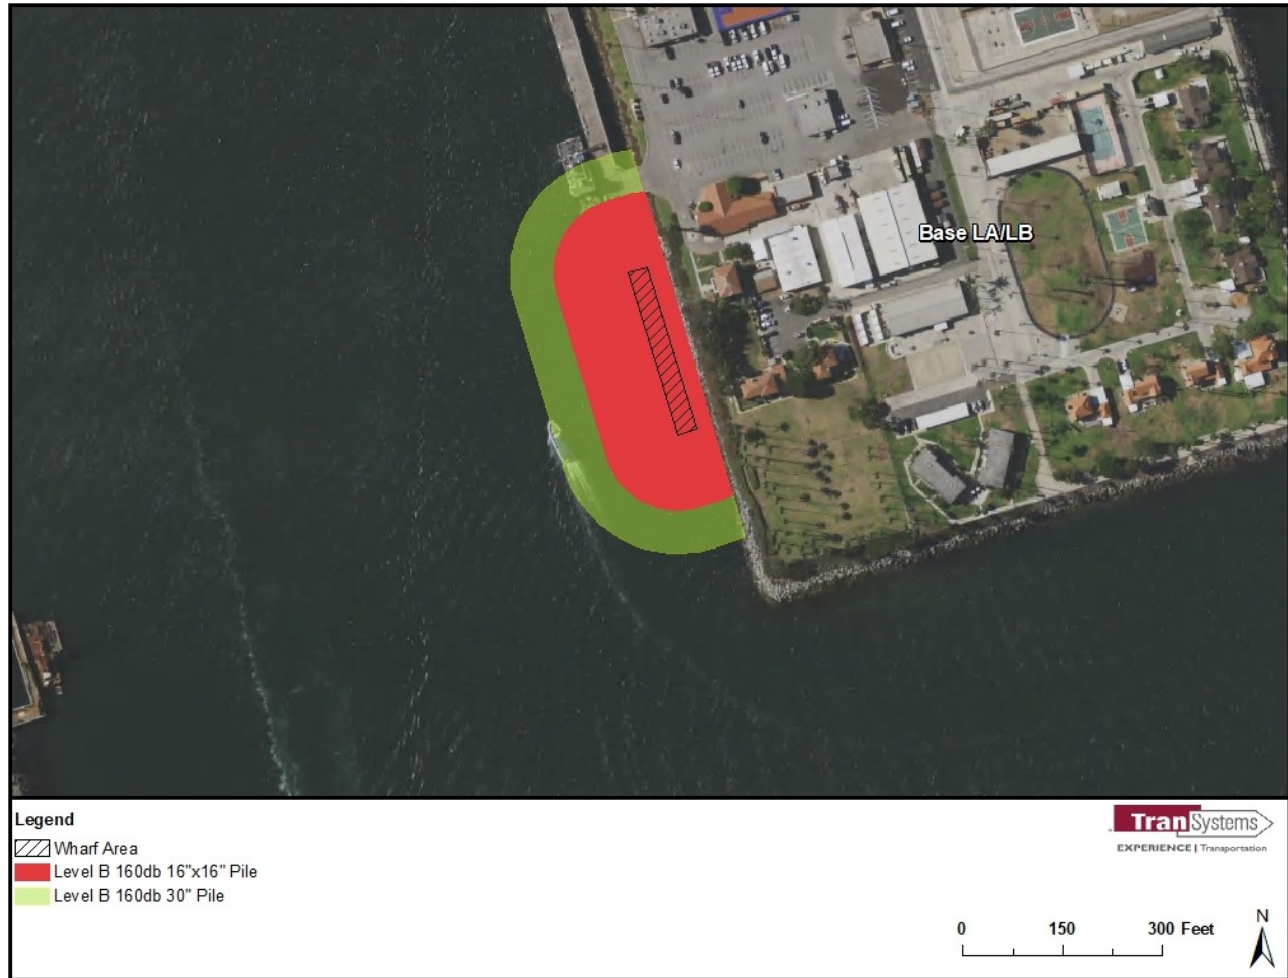 Base LA/LB
Legend
Wharf Area
Level B 160db 16"x16" Pile
Level B 160db 30" Pile
TranSystems
EXPERIENCE | Transportation
0 150 300 Feet
N